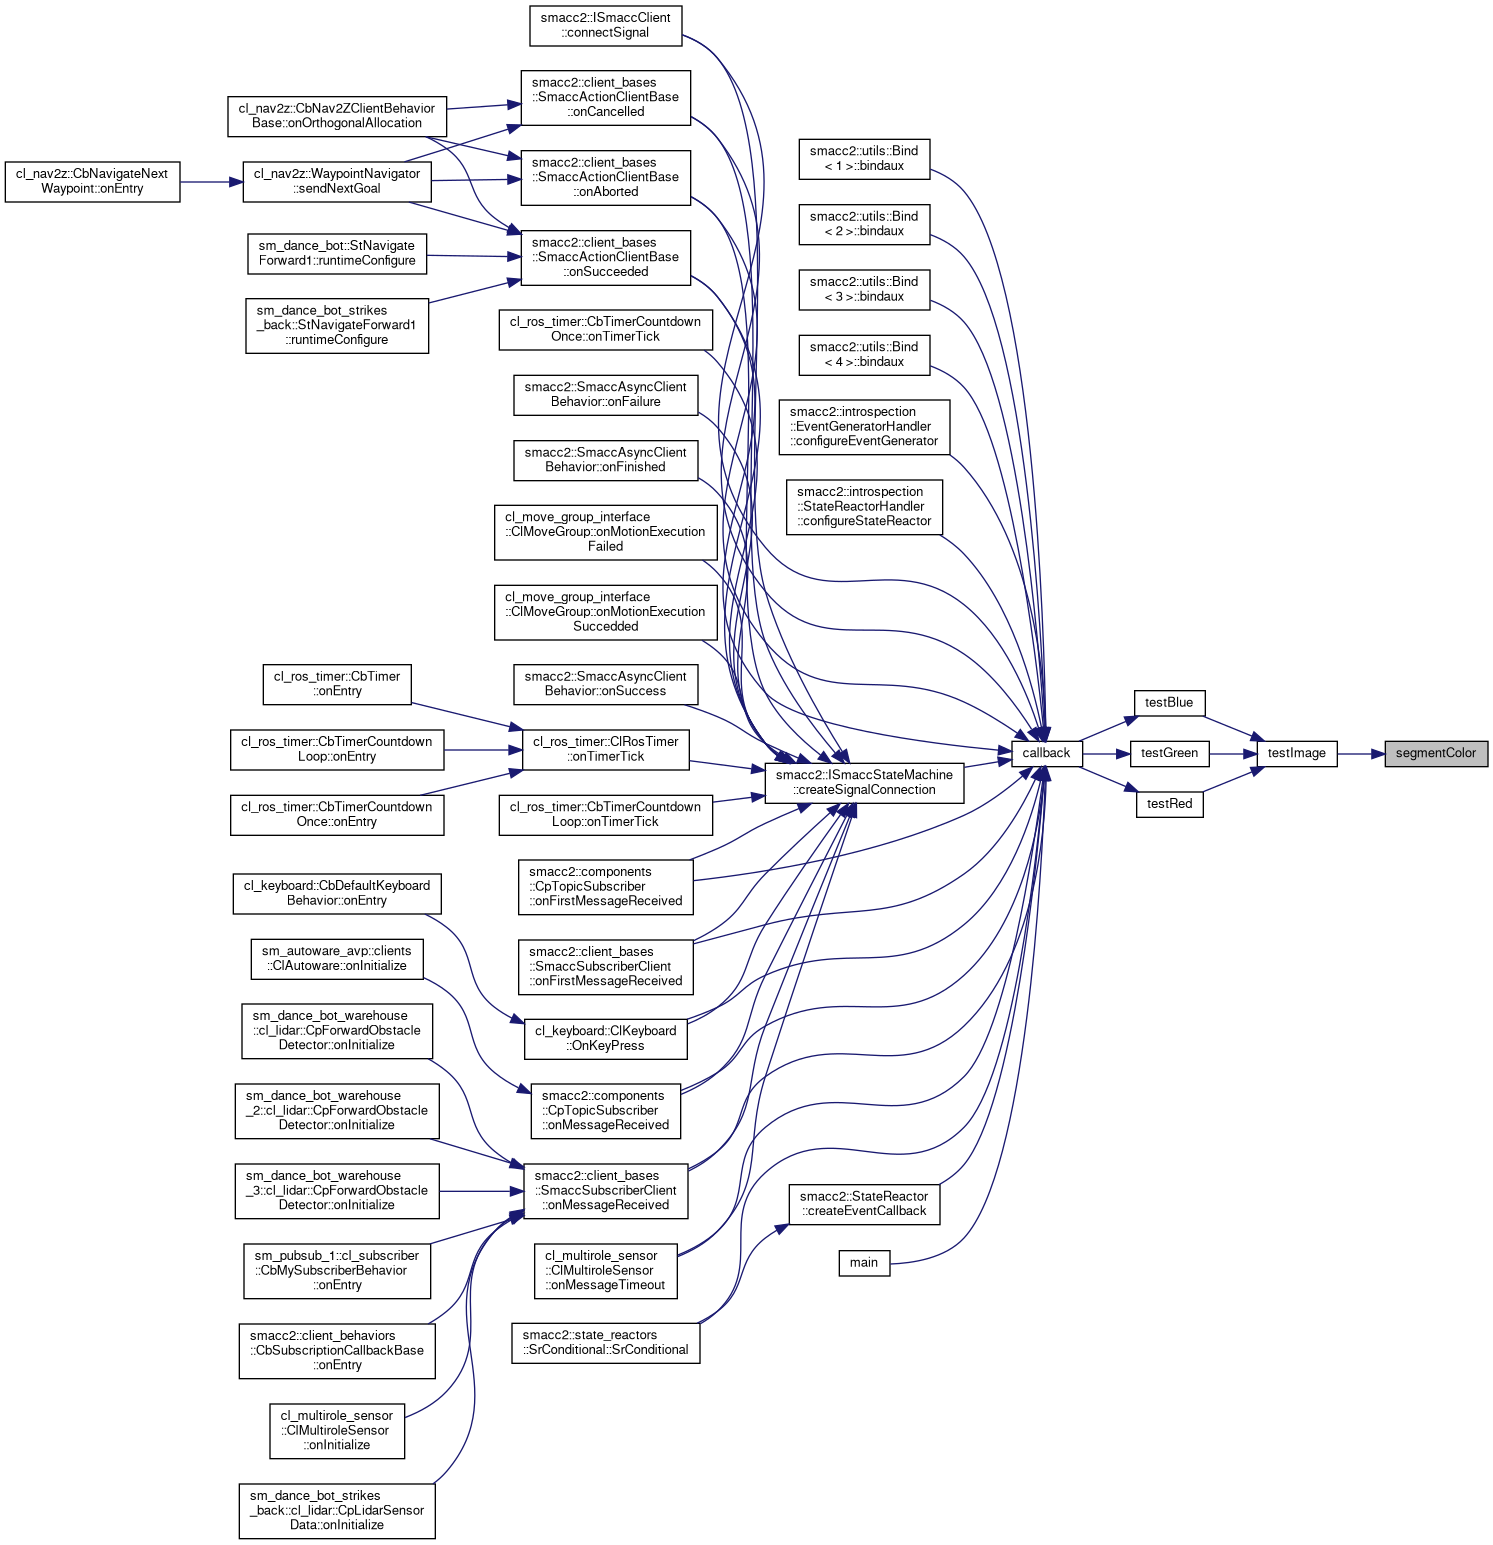 smacc2::ISmaccClient
::connectSignal
smacc2::client_bases
::SmaccActionClientBase
::onCancelled
cl_nav2z::CbNav2ZClientBehavior
Base::onOrthogonalAllocation
smacc2::client_bases
::SmaccActionClientBase
::onAborted
cl_nav2z::CbNavigateNext
Waypoint::onEntry
cl_nav2z::WaypointNavigator
::sendNextGoal
smacc2::client_bases
::SmaccActionClientBase
::onSucceeded
sm_dance_bot::StNavigate
Forward1::runtimeConfigure
sm_dance_bot_strikes
_back::StNavigateForward1
::runtimeConfigure
cl_ros_timer::CbTimerCountdown
Once::onTimerTick
smacc2::SmaccAsyncClient
Behavior::onFailure
smacc2::SmaccAsyncClient
Behavior::onFinished
cl_move_group_interface
::ClMoveGroup::onMotionExecution
Failed
cl_move_group_interface
::ClMoveGroup::onMotionExecution
Succedded
smacc2::SmaccAsyncClient
Behavior::onSuccess
cl_ros_timer::CbTimer
::onEntry
cl_ros_timer::CbTimerCountdown
Loop::onEntry
cl_ros_timer::CbTimerCountdown
Once::onEntry
cl_ros_timer::ClRosTimer
::onTimerTick
cl_ros_timer::CbTimerCountdown
Loop::onTimerTick
smacc2::components
::CpTopicSubscriber
::onFirstMessageReceived
smacc2::client_bases
::SmaccSubscriberClient
::onFirstMessageReceived
cl_keyboard::CbDefaultKeyboard
Behavior::onEntry
cl_keyboard::ClKeyboard
::OnKeyPress
sm_autoware_avp::clients
::ClAutoware::onInitialize
smacc2::components
::CpTopicSubscriber
::onMessageReceived
sm_dance_bot_warehouse
::cl_lidar::CpForwardObstacle
Detector::onInitialize
sm_dance_bot_warehouse
_2::cl_lidar::CpForwardObstacle
Detector::onInitialize
sm_dance_bot_warehouse
_3::cl_lidar::CpForwardObstacle
Detector::onInitialize
smacc2::client_bases
::SmaccSubscriberClient
::onMessageReceived
sm_pubsub_1::cl_subscriber
::CbMySubscriberBehavior
::onEntry
smacc2::client_behaviors
::CbSubscriptionCallbackBase
::onEntry
cl_multirole_sensor
::ClMultiroleSensor
::onInitialize
sm_dance_bot_strikes
_back::cl_lidar::CpLidarSensor
Data::onInitialize
cl_multirole_sensor
::ClMultiroleSensor
::onMessageTimeout
smacc2::state_reactors
::SrConditional::SrConditional
smacc2::utils::Bind
< 1 >::bindaux
smacc2::utils::Bind
< 2 >::bindaux
smacc2::utils::Bind
< 3 >::bindaux
smacc2::utils::Bind
< 4 >::bindaux
smacc2::introspection
::EventGeneratorHandler
::configureEventGenerator
smacc2::introspection
::StateReactorHandler
::configureStateReactor
smacc2::ISmaccStateMachine
::createSignalConnection
smacc2::StateReactor
::createEventCallback
main
callback
testBlue
testGreen
testRed
testImage
segmentColor